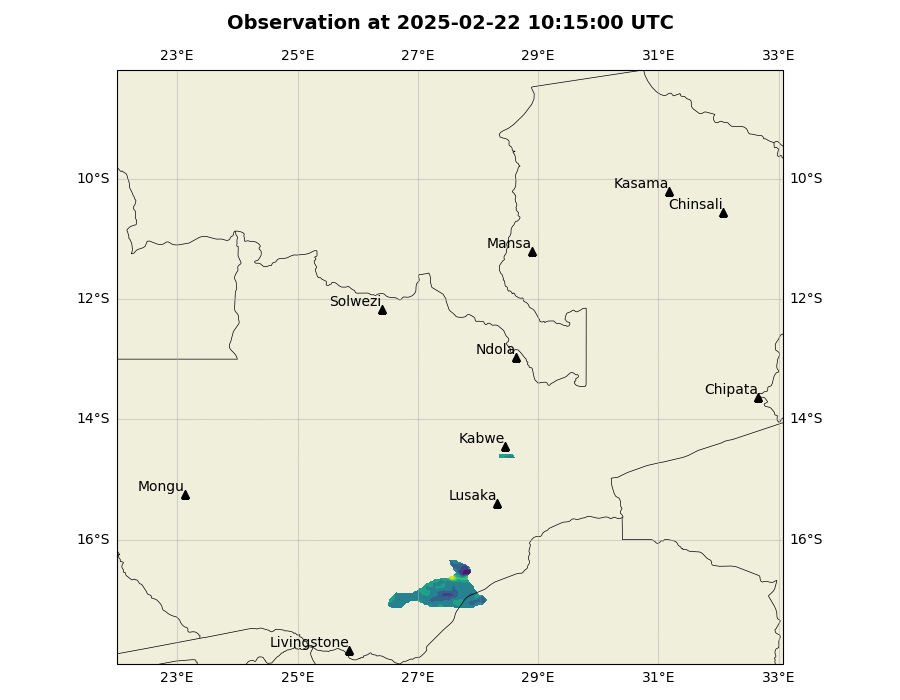 Observation at 2025-02-22 10:15:00 UTC
23°E 25°E 27°E 29°E 31°E 33°E
10°S 10°S
Kasama
Chinsali
Mansa
12°S 12°S
Solwezi
Ndola
Chipata
14°S 14°S
Kabwe
Mongu
Lusaka
16°S 16°S
Livingstone
23°E 25°E 27°E 29°E 31°E 33°E